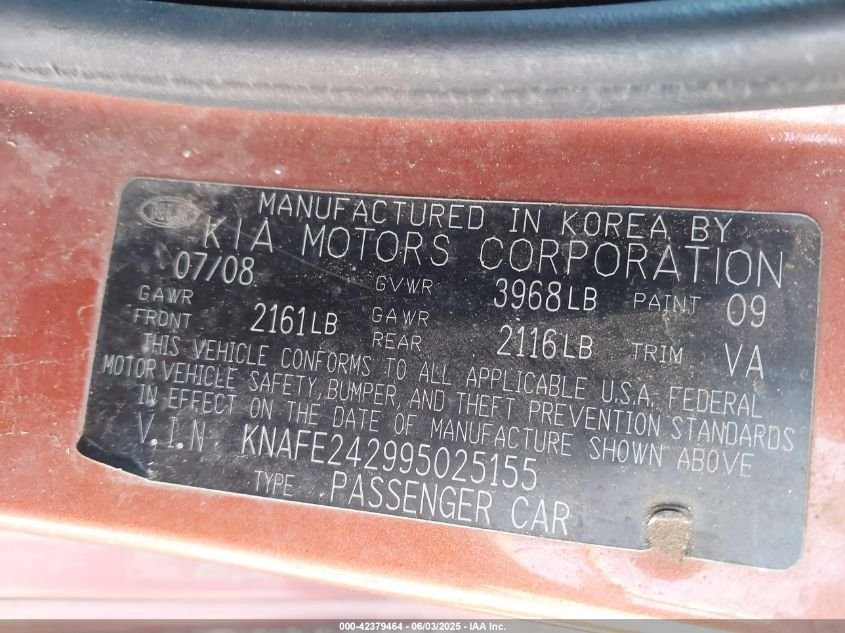 KIA
MANUFACTURED IN KOREA BY
KIA MOTORS CORPORATION
07/08 GVWR 3968LB PAINT 09
GAWR FRONT 2161LB GAWR REAR 2116LB TRIM VA
THIS VEHICLE CONFORMS TO ALL APPLICABLE U.S.A. FEDERAL
MOTOR VEHICLE SAFETY, BUMPER, AND THEFT PREVENTION STANDARDS
IN EFFECT ON THE DATE OF MANUFACTURE SHOWN ABOVE
V.I.N KNAFE242995025155
TYPE PASSENGER CAR
000-42379464 - 06/03/2025 - IAA Inc.